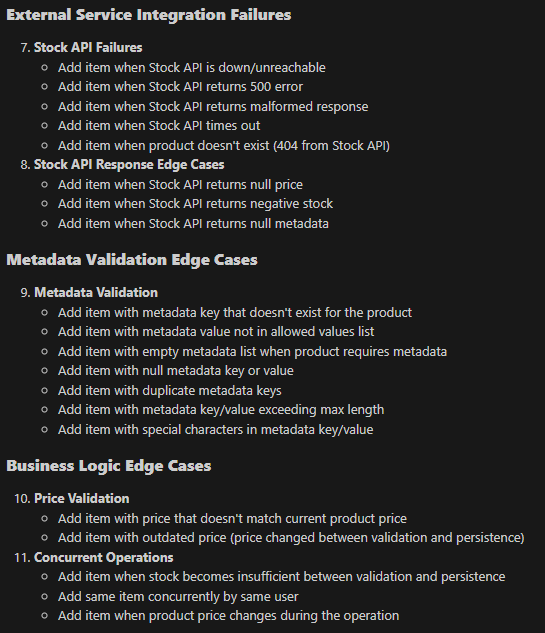 External Service Integration Failures
7. Stock API Failures
Add item when Stock API is down/unreachable
Add item when Stock API returns 500 error
Add item when Stock API returns malformed response
Add item when Stock API times out
Add item when product doesn't exist (404 from Stock API)
8. Stock API Response Edge Cases
Add item when Stock API returns null price
Add item when Stock API returns negative stock
Add item when Stock API returns null metadata
Metadata Validation Edge Cases
9. Metadata Validation
Add item with metadata key that doesn't exist for the product
Add item with metadata value not in allowed values list
Add item with empty metadata list when product requires metadata
Add item with null metadata key or value
Add item with duplicate metadata keys
Add item with metadata key/value exceeding max length
Add item with special characters in metadata key/value
Business Logic Edge Cases
10. Price Validation
Add item with price that doesn't match current product price
Add item with outdated price (price changed between validation and persistence)
11. Concurrent Operations
Add item when stock becomes insufficient between validation and persistence
Add same item concurrently by same user
Add item when product price changes during the operation